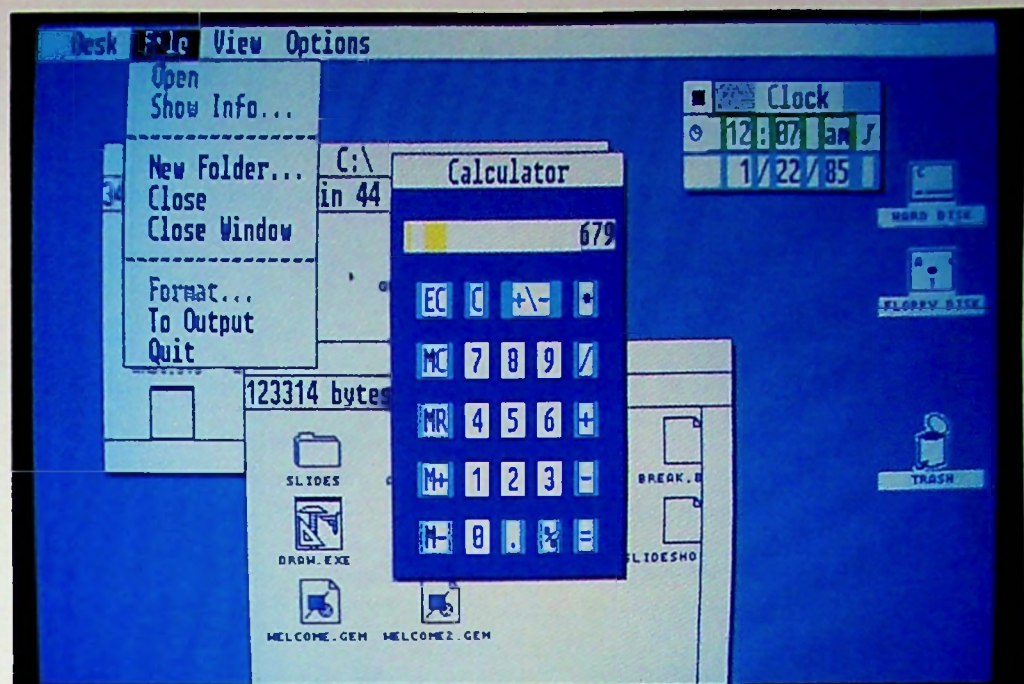 Desk File View Options
Open
Show Info...
New Folder...
Close
Close Window
Format...
To Output
Quit
C:\
in 44
Clock
12:07 am
1/22/85
Calculator
679
EC C +\- *
MC 7 8 9 /
MR 4 5 6 +
M+ 1 2 3 -
M- 0 . % =
123314 bytes
SLIDES
BREAK.B
DRAW.EXE
SLIDESHO
WELCOME.GEM WELCOME2.GEM
C
HARD DISK
A
FLOPPY DISK
TRASH